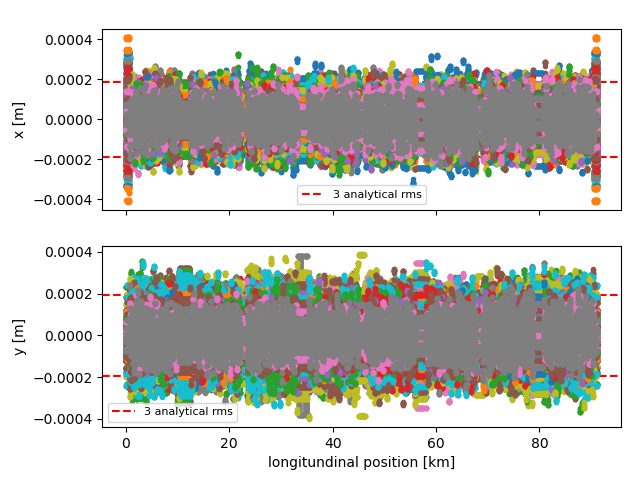 0.0004
0.0002
0.0000
−0.0002
−0.0004
x [m]
3 analytical rms
0.0004
0.0002
0.0000
−0.0002
−0.0004
y [m]
3 analytical rms
0 20 40 60 80
longitundinal position [km]